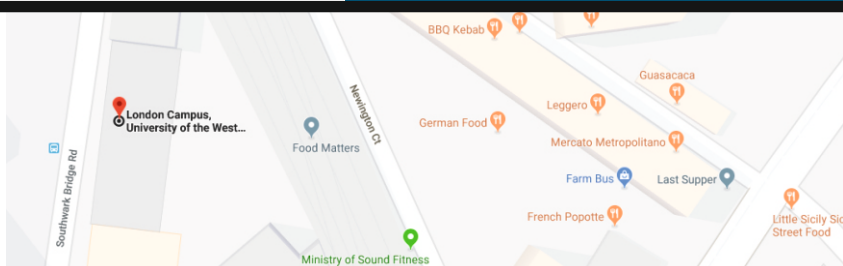 BBQ Kebab
Guasacaca
London Campus,
University of the West...
Newington Ct
Leggero
German Food
Food Matters
Mercato Metropolitano
Southwark Bridge Rd
Farm Bus
Last Supper
French Popotte
Little Sicily Sic
Street Food
Ministry of Sound Fitness